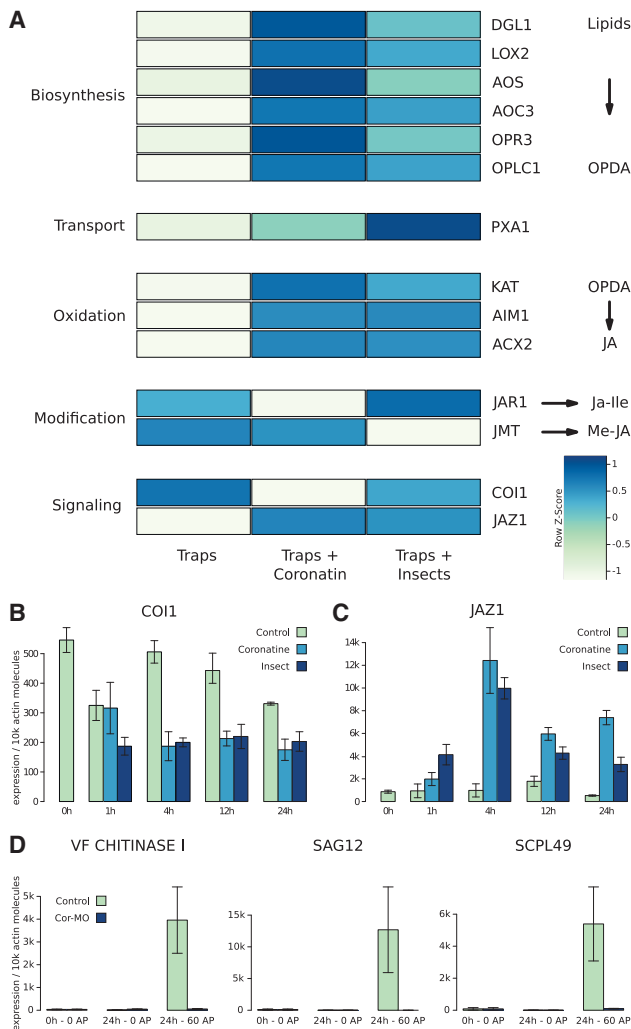 A
DGL1 Lipids
LOX2
Biosynthesis AOS
AOC3
OPR3
OPLC1 OPDA
Transport PXA1
KAT OPDA
Oxidation AIM1
ACX2 JA
JAR1 Ja-Ile
Modification
JMT Me-JA
COI1
Signaling
JAZ1
Traps Traps + Traps +
Coronatin Insects
Row Z-Score
1
0.5
0
-0.5
-1
B COI1
expression / 10k actin molecules
500
400
300
200
100
0
Control
Coronatine
Insect
0h 1h 4h 12h 24h
C JAZ1
14k
12k
10k
8k
6k
4k
2k
0
Control
Coronatine
Insect
0h 1h 4h 12h 24h
D VF CHITINASE I SAG12 SCPL49
expression / 10k actin molecules
5k
4k
3k
2k
1k
0
Control
Cor-MO
0h - 0 AP 24h - 0 AP 24h - 60 AP
15k
10k
5k
0
0h - 0 AP 24h - 0 AP 24h - 60 AP
6k
4k
2k
0
0h - 0 AP 24h - 0 AP 24h - 60 AP